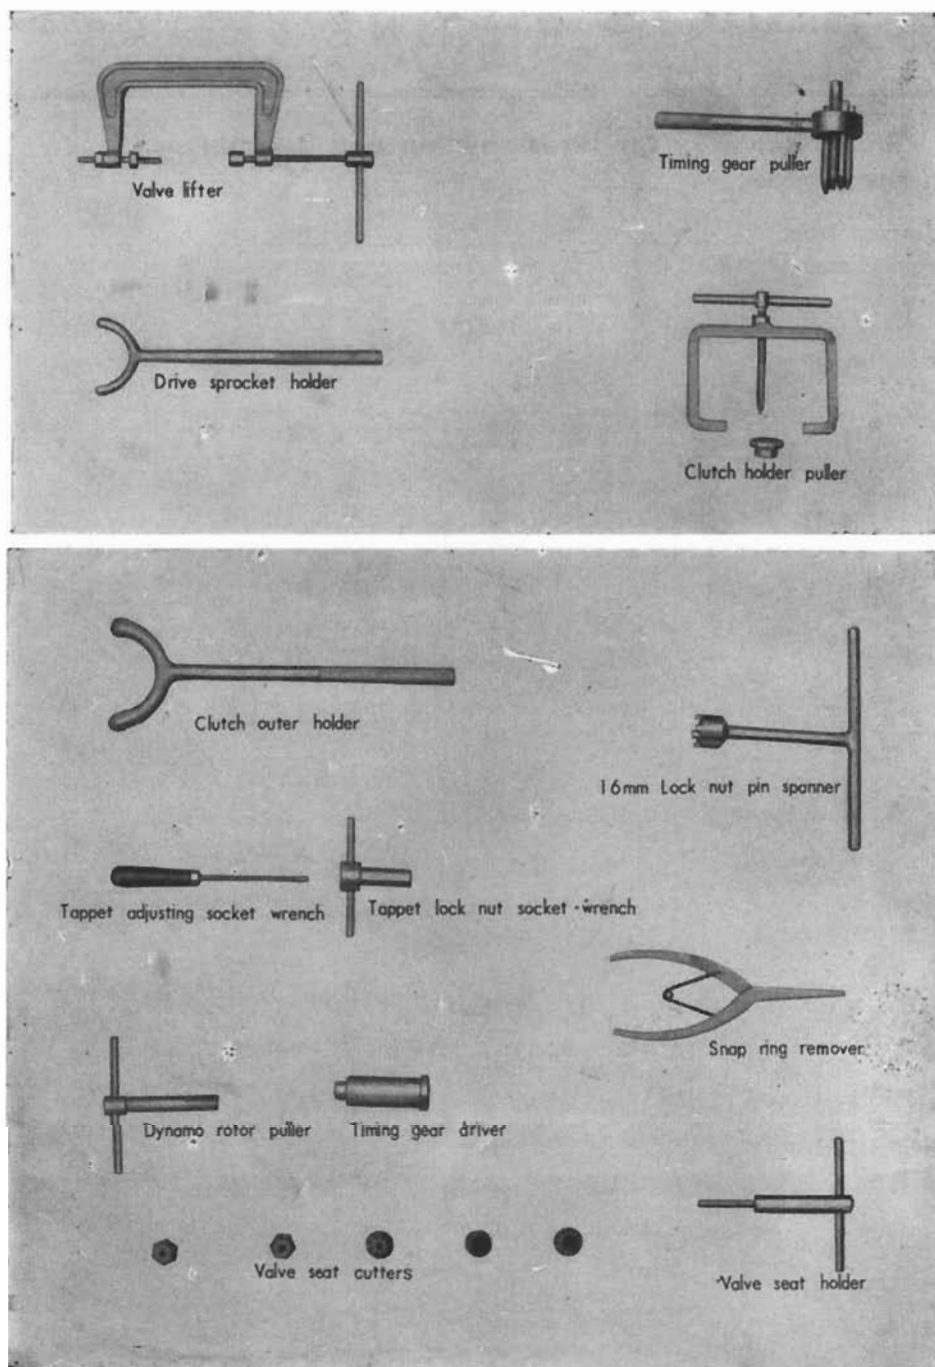 Valve lifter
Timing gear puller
Drive sprocket holder
Clutch holder puller
Clutch outer holder
16mm Lock nut pin spanner
Tappet adjusting socket wrench
Tappet lock nut socket wrench
Snap ring remover
Dynamo rotor puller
Timing gear driver
Valve seat cutters
Valve seat holder